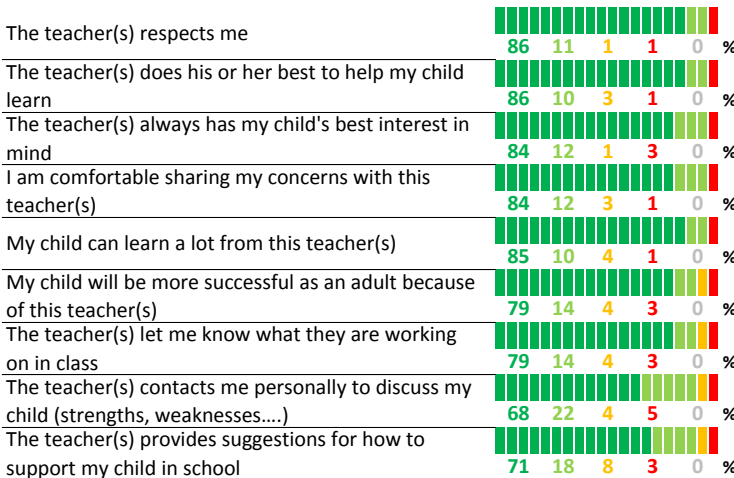 The teacher(s) respects me
86 11 1 1 0 %
The teacher(s) does his or her best to help my child
learn
86 10 3 1 0 %
The teacher(s) always has my child's best interest in
mind
84 12 1 3 0 %
I am comfortable sharing my concerns with this
teacher(s)
84 12 3 1 0 %
My child can learn a lot from this teacher(s)
85 10 4 1 0 %
My child will be more successful as an adult because
of this teacher(s)
79 14 4 3 0 %
The teacher(s) let me know what they are working
on in class
79 14 4 3 0 %
The teacher(s) contacts me personally to discuss my
child (strengths, weaknesses....)
68 22 4 5 0 %
The teacher(s) provides suggestions for how to
support my child in school
71 18 8 3 0 %